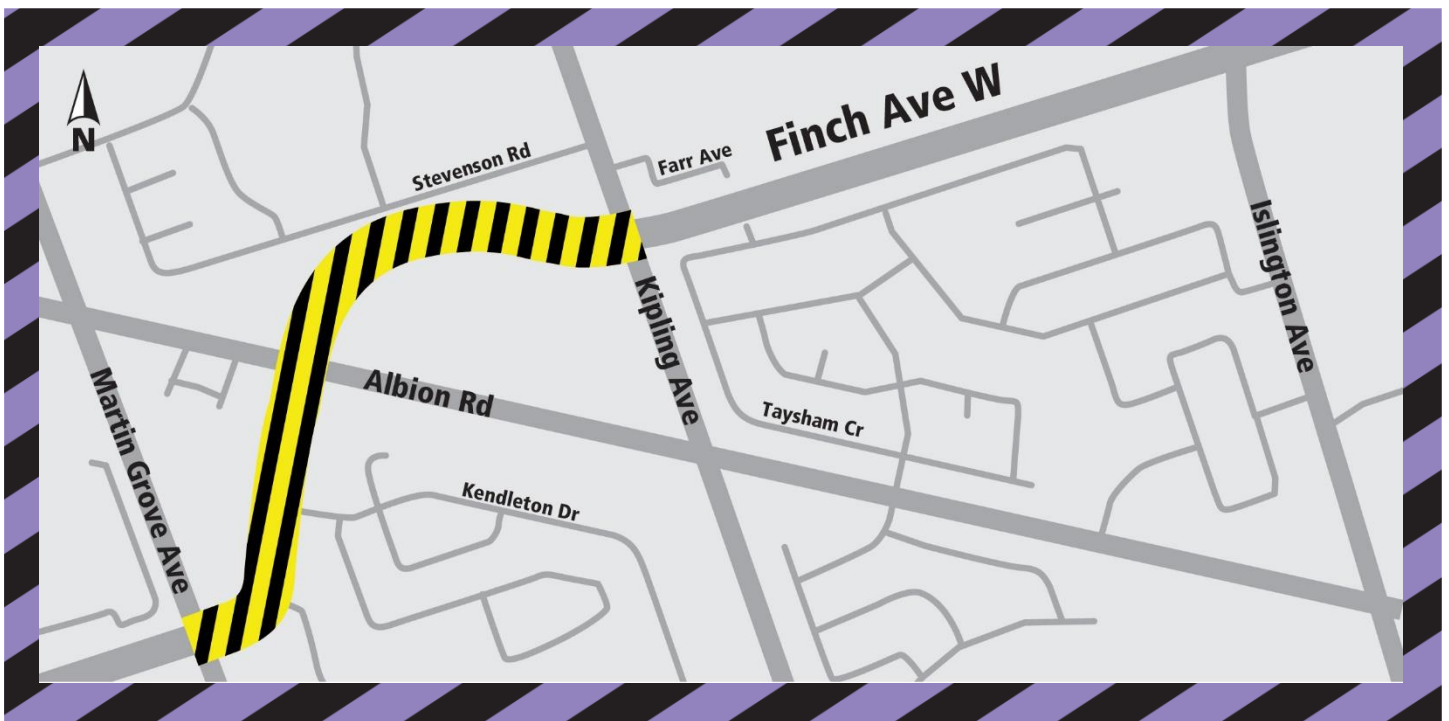 N
Stevenson Rd
Farr Ave
Finch Ave W
Islington Ave
Kipling Ave
Martin Grove Ave
Albion Rd
Taysham Cr
Kendleton Dr